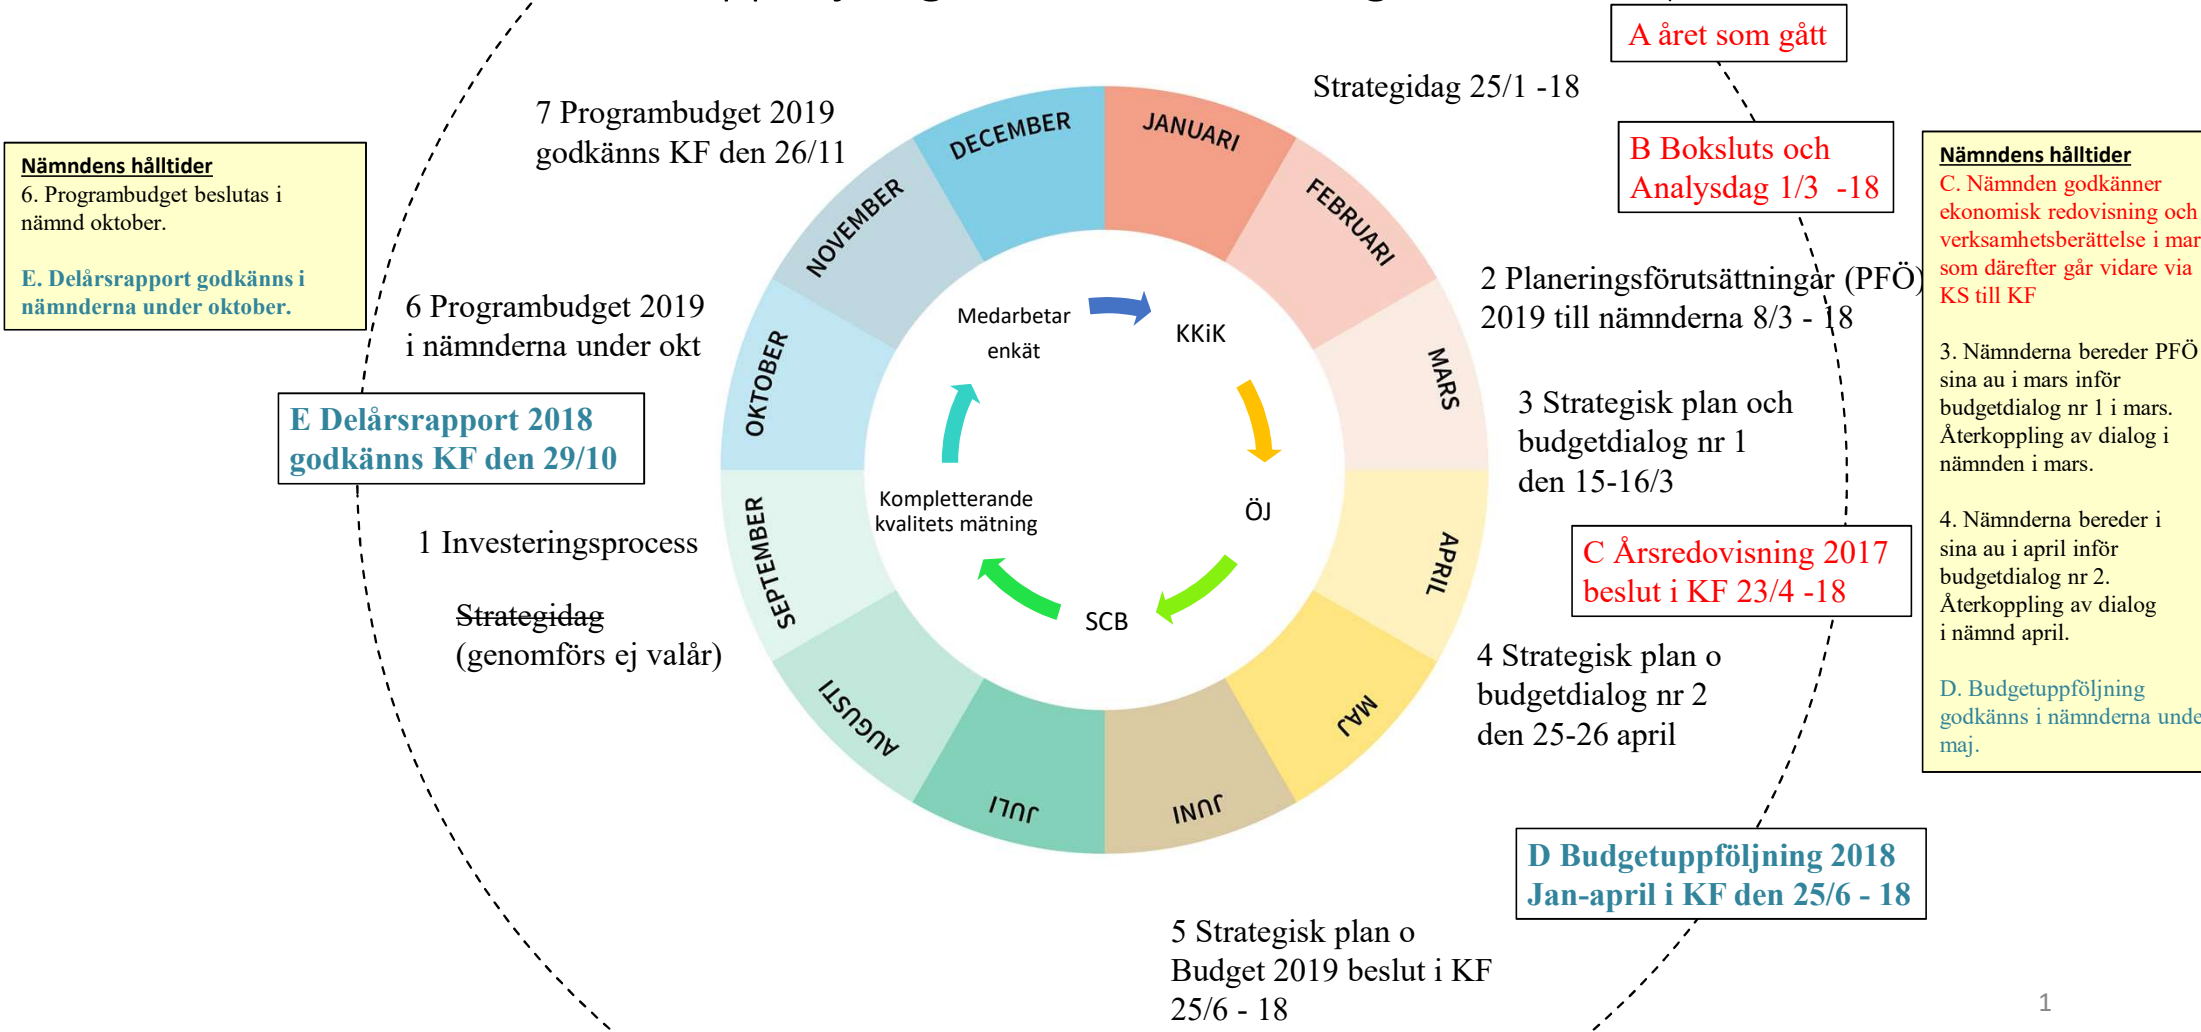 A året som gått
Strategidag 25/1 -18
7 Programbudget 2019
godkänns KF den 26/11
B Boksluts och
Analysdag 1/3 -18
Nämndens hålltider
6. Programbudget beslutas i
nämnd oktober.
E. Delårsrapport godkänns i
nämnderna under oktober.
DECEMBER
JANUARI
FEBRUARI
MARS
APRIL
MAJ
JUNI
JULI
AUGUSTI
SEPTEMBER
OKTOBER
NOVEMBER
Medarbetar
enkät
KKiK
ÖJ
SCB
Kompletterande
kvalitets mätning
2 Planeringsförutsättningar (PFÖ)
2019 till nämnderna 8/3 - 18
6 Programbudget 2019
i nämnderna under okt
E Delårsrapport 2018
godkänns KF den 29/10
3 Strategisk plan och
budgetdialog nr 1
den 15-16/3
1 Investeringsprocess
Strategidag
(genomförs ej valår)
C Årsredovisning 2017
beslut i KF 23/4 -18
4 Strategisk plan o
budgetdialog nr 2
den 25-26 april
D Budgetuppföljning 2018
Jan-april i KF den 25/6 - 18
5 Strategisk plan o
Budget 2019 beslut i KF
25/6 - 18
Nämndens hålltider
C. Nämnden godkänner
ekonomisk redovisning och
verksamhetsberättelse i mar
som därefter går vidare via
KS till KF
3. Nämnderna bereder PFÖ
sina au i mars inför
budgetdialog nr 1 i mars.
Återkoppling av dialog i
nämnden i mars.
4. Nämnderna bereder i
sina au i april inför
budgetdialog nr 2.
Återkoppling av dialog
i nämnd april.
D. Budgetuppföljning
godkänns i nämnderna unde
maj.
1